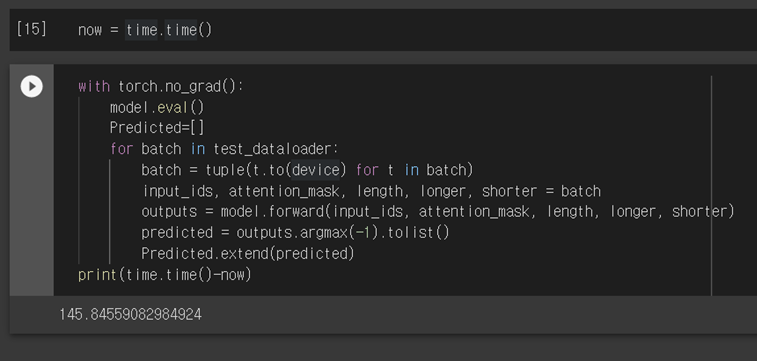 [15] now = time.time()
with torch.no_grad():
model.eval()
Predicted=[]
for batch in test_dataloader:
batch = tuple(t.to(device) for t in batch)
input_ids, attention_mask, length, longer, shorter = batch
outputs = model.forward(input_ids, attention_mask, length, longer, shorter)
predicted = outputs.argmax(-1).tolist()
Predicted.extend(predicted)
print(time.time()-now)
145.84559082984924